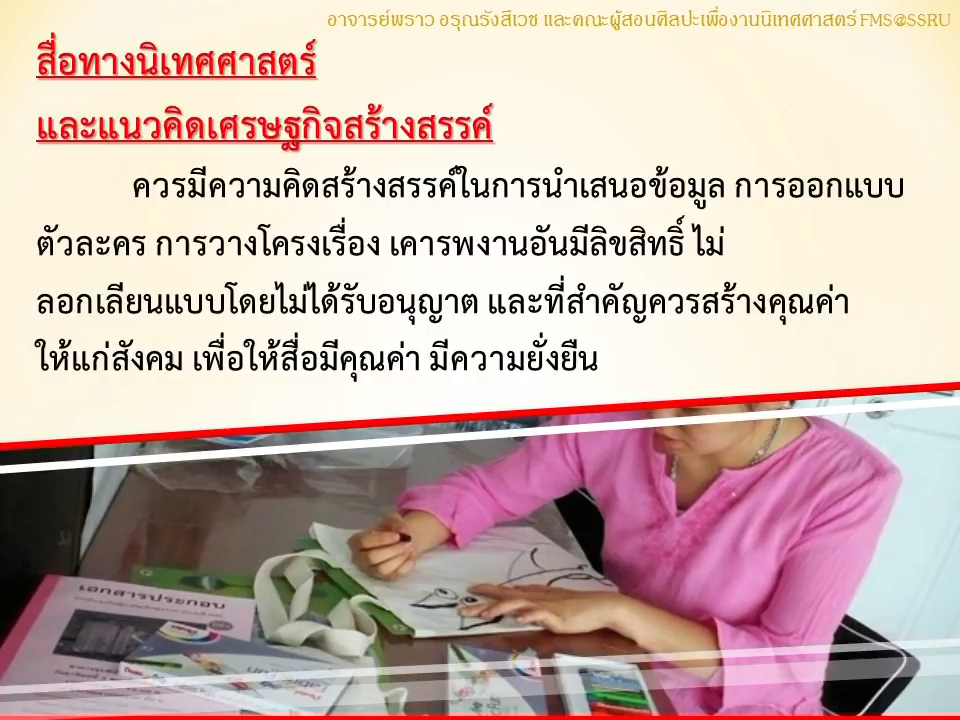 อาจารย์พราว อรุณรังสีเวช และคณะผู้สอนศิลปะเพื่องานนิเทศศาสตร์ FMS@SSRU
สื่อทางนิเทศศาสตร์
และแนวคิดเศรษฐกิจสร้างสรรค์
ควรมีความคิดสร้างสรรค์ในการนำเสนอข้อมูล การออกแบบ
ตัวละคร การวางโครงเรื่อง เคารพงานอันมีลิขสิทธิ์ ไม่
ลอกเลียนแบบโดยไม่ได้รับอนุญาต และที่สำคัญควรสร้างคุณค่า
ให้แก่สังคม เพื่อให้สื่อมีคุณค่า มีความยั่งยืน
เอกสารประกอบ